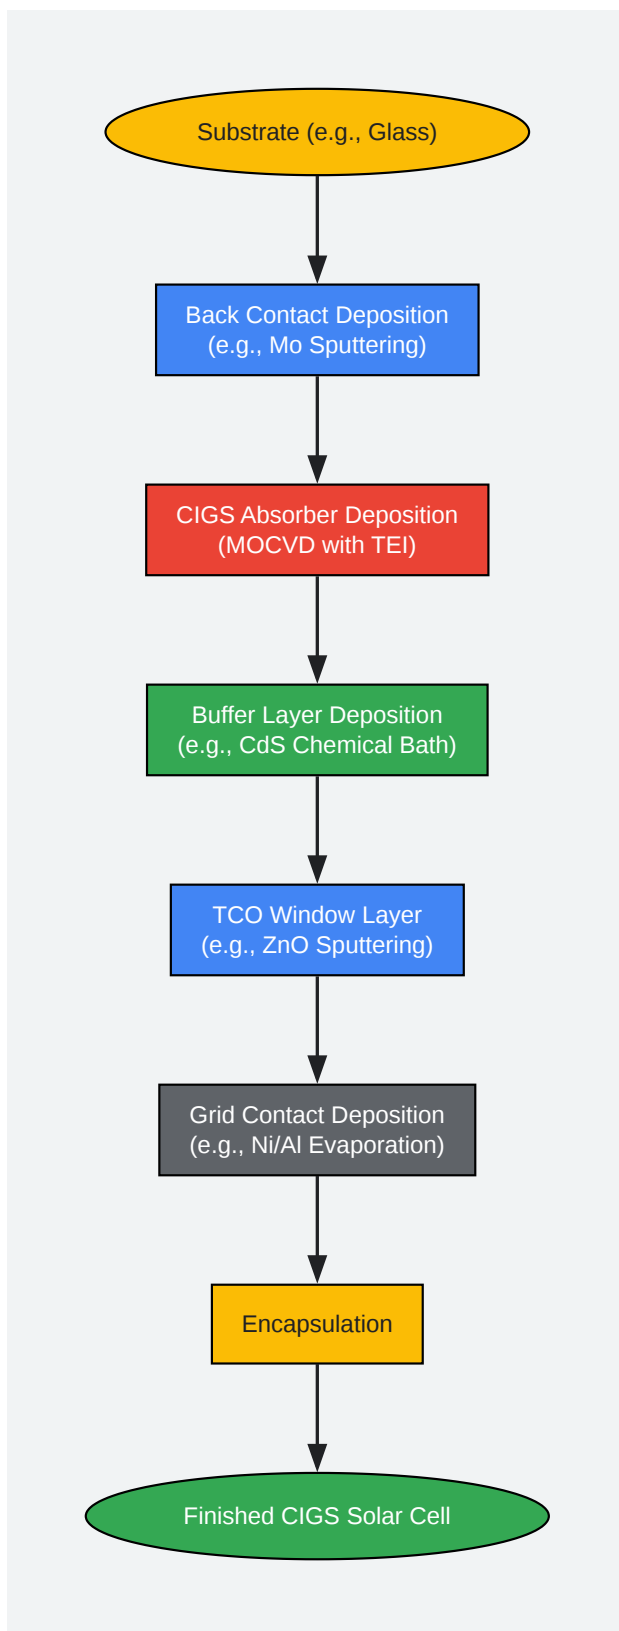 Substrate (e.g., Glass)
Back Contact Deposition
(e.g., Mo Sputtering)
CIGS Absorber Deposition
(MOCVD with TEI)
Buffer Layer Deposition
(e.g., CdS Chemical Bath)
TCO Window Layer
(e.g., ZnO Sputtering)
Grid Contact Deposition
(e.g., Ni/Al Evaporation)
Encapsulation
Finished CIGS Solar Cell